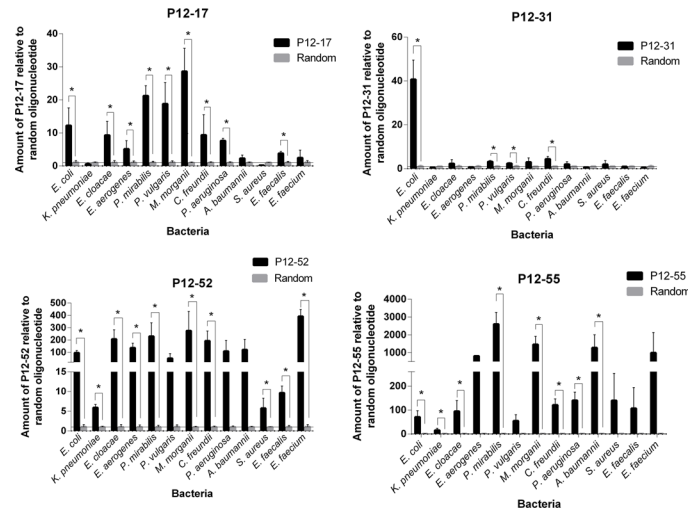 P12-17
Amount of P12-17 relative to
random oligonucleotide
40
30
20
10
0
P12-17
Random
*
*
*
*
*
*
*
*
*
E. coli
K. pneumoniae
E. cloacae
E. aerogenes
P. mirabilis
P. vulgaris
M. morganii
C. freundii
P. aeruginosa
A. baumannii
S. aureus
E. faecalis
E. faecium
Bacteria
P12-31
Amount of P12-31 relative to
random oligonucleotide
60
40
20
0
P12-31
Random
*
*
*
*
E. coli
K. pneumoniae
E. cloacae
E. aerogenes
P. mirabilis
P. vulgaris
M. morganii
C. freundii
P. aeruginosa
A. baumannii
S. aureus
E. faecalis
E. faecium
Bacteria
P12-52
Amount of P12-52 relative to
random oligonucleotide
500
400
300
200
100
15
10
5
0
P12-52
Random
*
*
*
*
*
*
*
*
*
*
E. coli
K. pneumoniae
E. cloacae
E. aerogenes
P. mirabilis
P. vulgaris
M. morganii
C. freundii
P. aeruginosa
A. baumannii
S. aureus
E. faecalis
E. faecium
Bacteria
P12-55
Amount of P12-55 relative to
random oligonucleotide
4000
3000
2000
1000
200
100
0
P12-55
Random
*
*
*
*
*
*
*
*
E. coli
K. pneumoniae
E. cloacae
E. aerogenes
P. mirabilis
P. vulgaris
M. morganii
C. freundii
P. aeruginosa
A. baumannii
S. aureus
E. faecalis
E. faecium
Bacteria